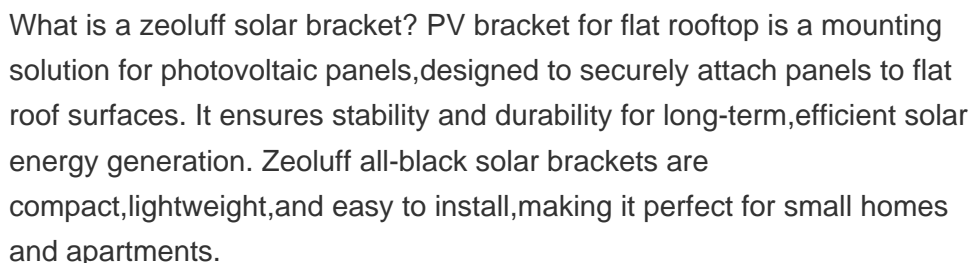 What is a zeoluff solar bracket? PV bracket for flat rooftop is a mounting
solution for photovoltaic panels,designed to securely attach panels to flat
roof surfaces. It ensures stability and durability for long-term,efficient solar
energy generation. Zeoluff all-black solar brackets are
compact,lightweight,and easy to install,making it perfect for small homes
and apartments.